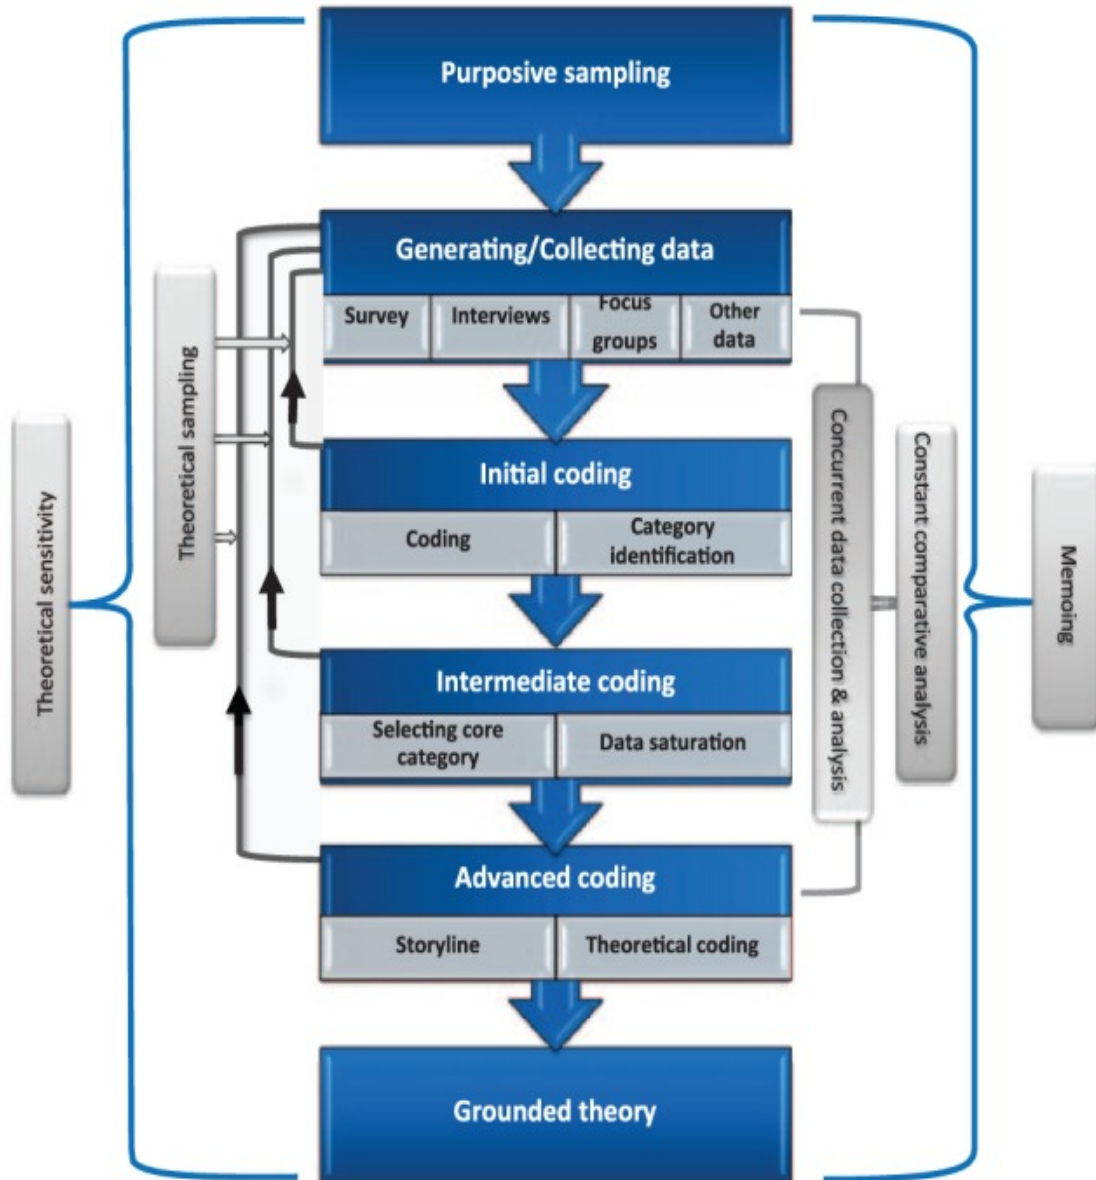 Purposive sampling
Generating/Collecting data
Survey
Interviews
Focus
groups
Other
data
Initial coding
Coding
Category
identification
Intermediate coding
Selecting core
category
Data saturation
Advanced coding
Storyline
Theoretical coding
Grounded theory
Theoretical sensitivity
Theoretical sampling
Concurrent data collection & analysis
Constant comparative analysis
Memoing